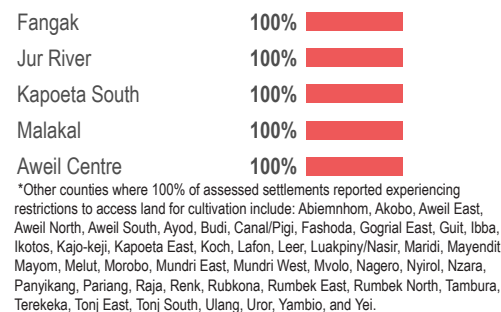 Fangak 100%
Jur River 100%
Kapoeta South 100%
Malakal 100%
Aweil Centre 100%
*Other counties where 100% of assessed settlements reported experiencing
restrictions to access land for cultivation include: Abiemnhom, Akobo, Aweil East,
Aweil North, Aweil South, Ayod, Budi, Canal/Pigi, Fashoda, Gogrial East, Guit, Ibba,
Ikotos, Kajo-keji, Kapoeta East, Koch, Lafon, Leer, Luakpiny/Nasir, Maridi, Mayendit
Mayom, Melut, Morobo, Mundri East, Mundri West, Mvolo, Nagero, Nyirol, Nzara,
Panyikang, Pariang, Raja, Renk, Rubkona, Rumbek East, Rumbek North, Tambura,
Terekeka, Tonj East, Tonj South, Ulang, Uror, Yambio, and Yei.